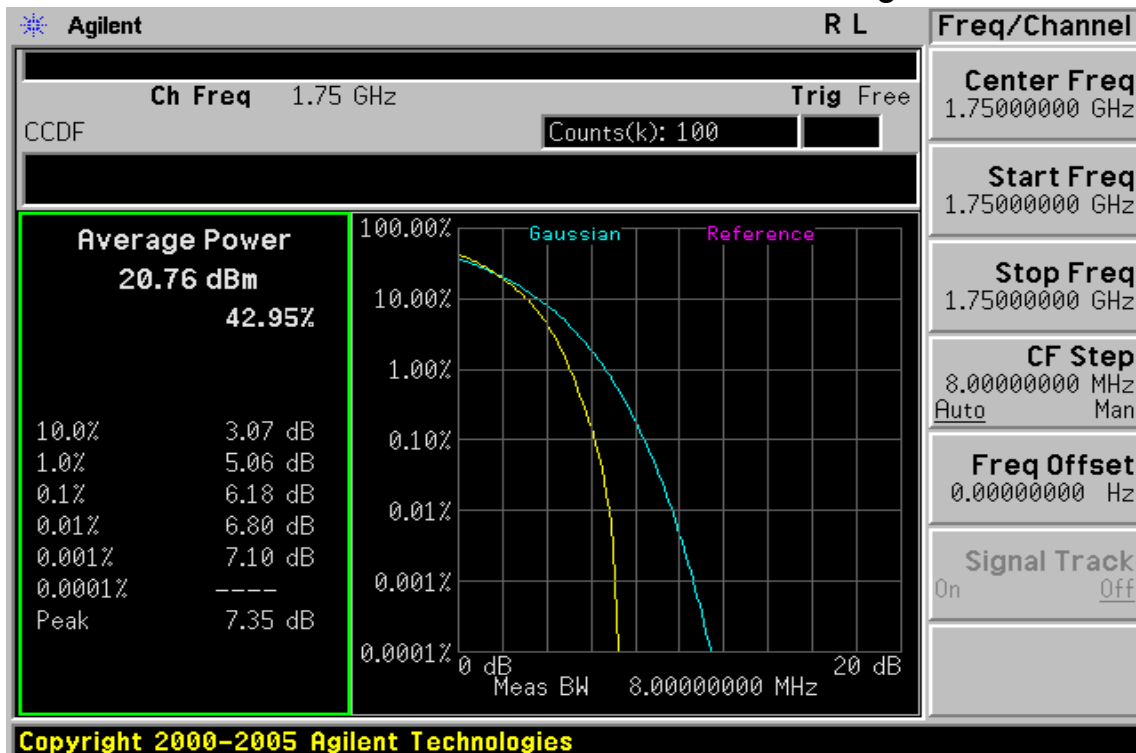 Agilent R L
Ch Freq 1.75 GHz Trig Free
CCDF Counts(k): 100
Average Power
20.76 dBm
42.95%
10.0% 3.07 dB
1.0% 5.06 dB
0.1% 6.18 dB
0.01% 6.80 dB
0.001% 7.10 dB
0.0001% ----
Peak 7.35 dB
Gaussian Reference
100.00%
10.00%
1.00%
0.10%
0.01%
0.001%
0.0001%
0 dB 20 dB
Meas BW 8.00000000 MHz
Freq/Channel
Center Freq
1.75000000 GHz
Start Freq
1.75000000 GHz
Stop Freq
1.75000000 GHz
CF Step
8.00000000 MHz
Auto Man
Freq Offset
0.00000000 Hz
Signal Track
On Off
Copyright 2000-2005 Agilent Technologies